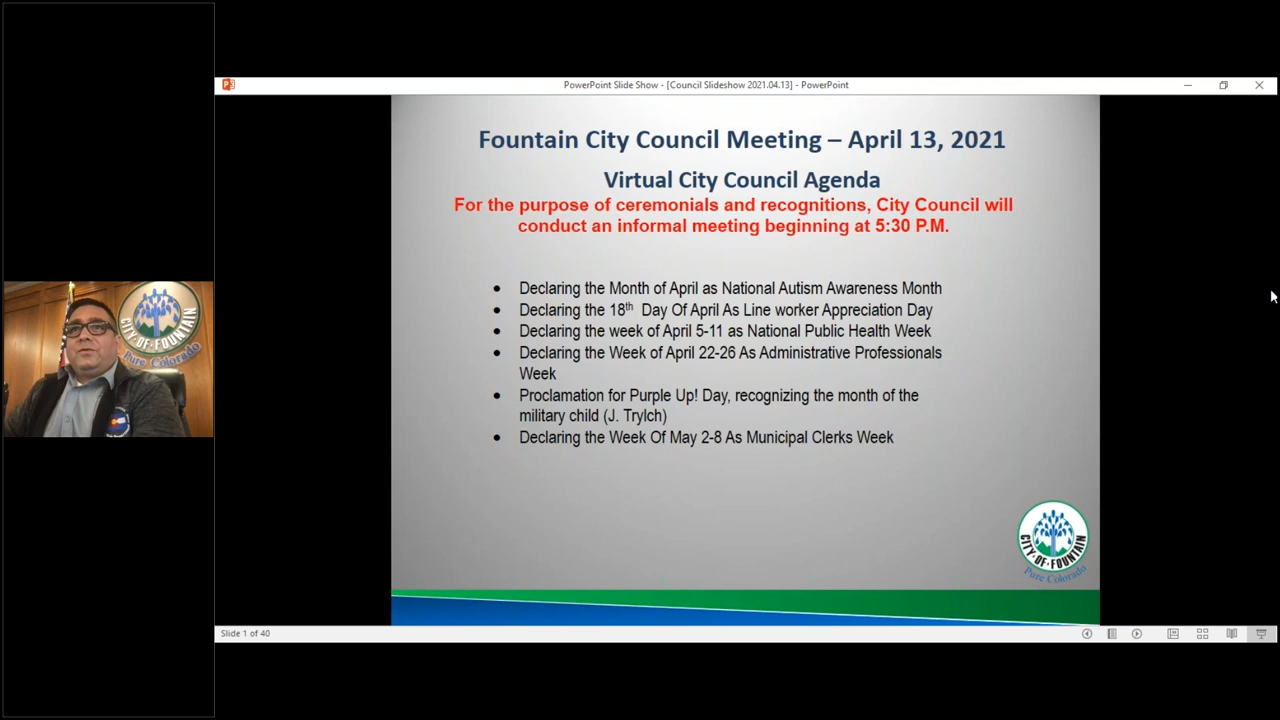 PowerPoint Slide Show - [Council Slideshow 2021.04.13] - PowerPoint
Fountain City Council Meeting – April 13, 2021
Virtual City Council Agenda
For the purpose of ceremonials and recognitions, City Council will
conduct an informal meeting beginning at 5:30 P.M.
• Declaring the Month of April as National Autism Awareness Month
• Declaring the 18th Day Of April As Line worker Appreciation Day
• Declaring the week of April 5-11 as National Public Health Week
• Declaring the Week of April 22-26 As Administrative Professionals
Week
• Proclamation for Purple Up! Day, recognizing the month of the
military child (J. Trylch)
• Declaring the Week Of May 2-8 As Municipal Clerks Week
CITY OF FOUNTAIN
Pure Colorado
CITY OF FOUNTAIN
Pure Colorado
Slide 1 of 40